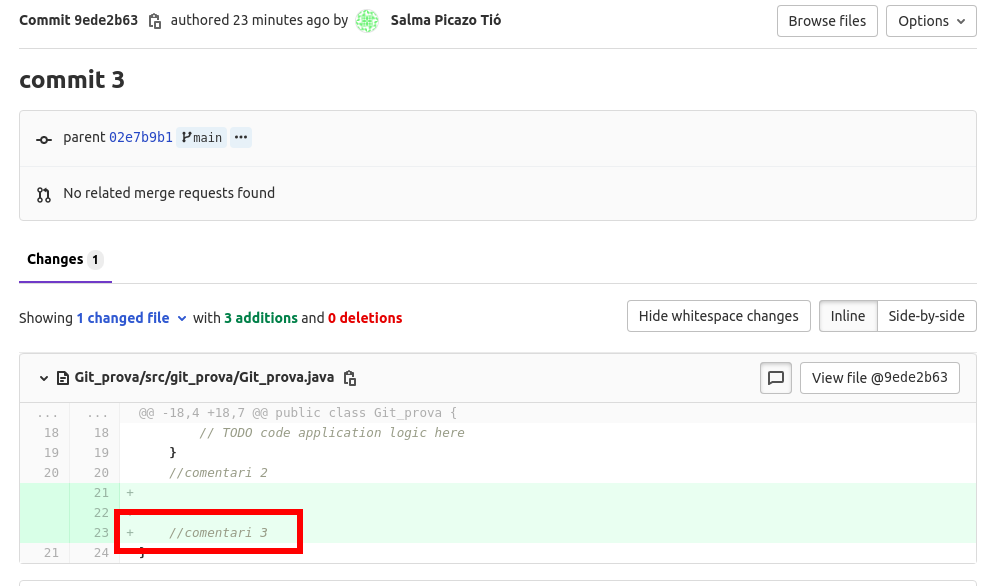 Commit 9ede2b63 authored 23 minutes ago by Salma Picazo Tió Browse files Options
commit 3
parent 02e7b9b1 main ...
No related merge requests found
Changes 1
Showing 1 changed file with 3 additions and 0 deletions Hide whitespace changes Inline Side-by-side
Git_prova/src/git_prova/Git_prova.java View file @9ede2b63
... ... @@ -18,4 +18,7 @@ public class Git_prova {
18 18 // TODO code application logic here
19 19 }
20 20 //comentari 2
21 +
22
23 + //comentari 3
21 24 }